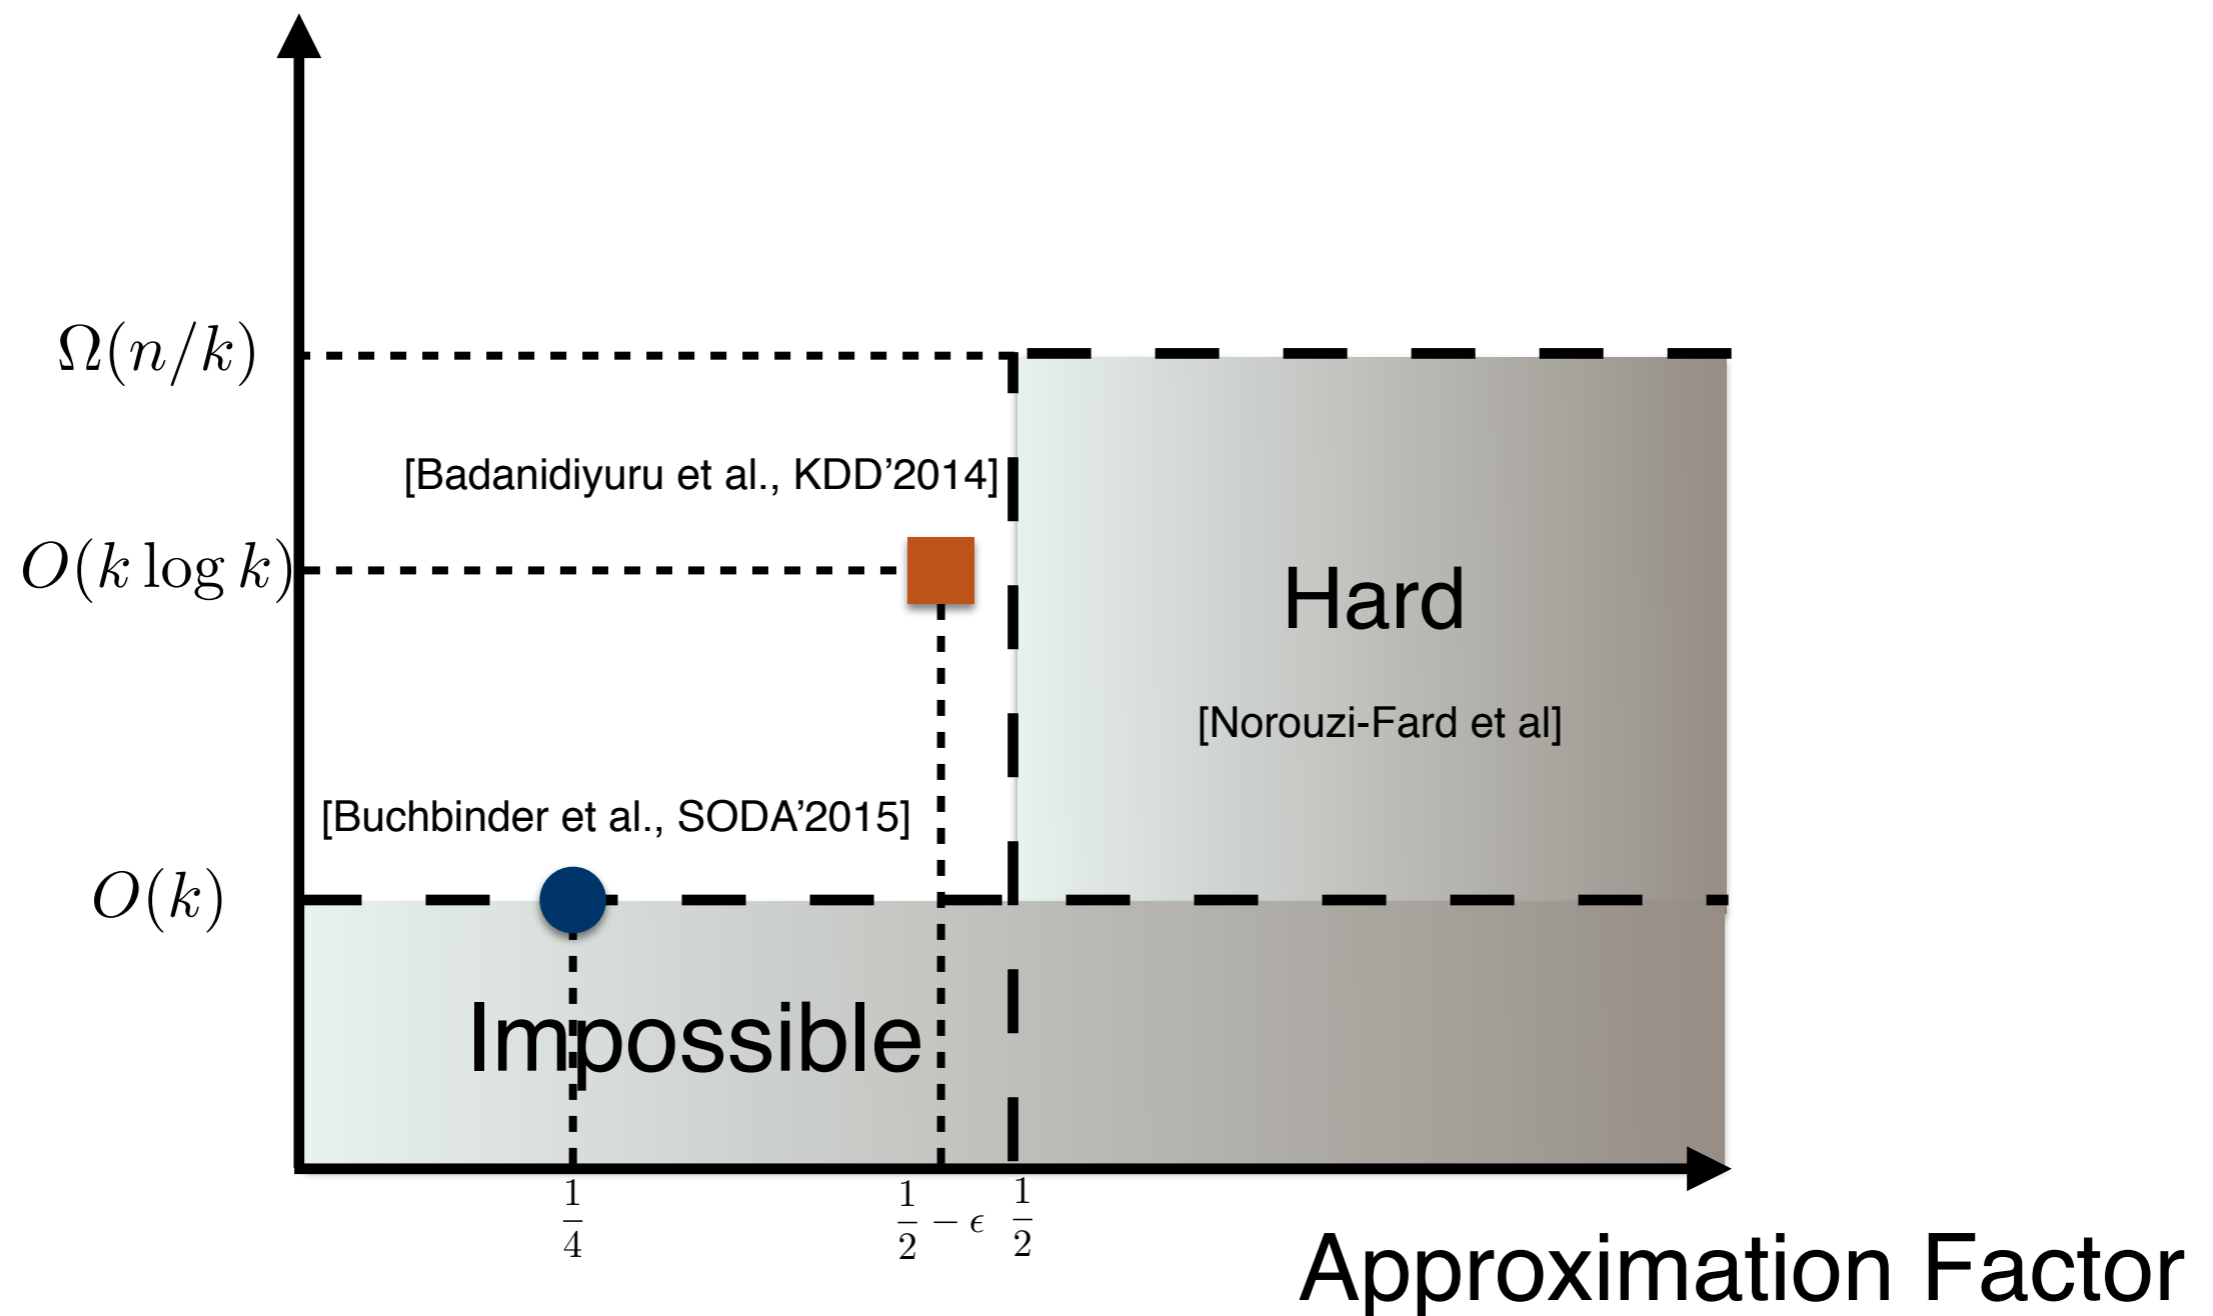 Ω(n/k)
[Badanidiyuru et al., KDD’2014]
O(k log k)
Hard
[Norouzi-Fard et al]
[Buchbinder et al., SODA’2015]
O(k)
Impossible
1/4
1/2 − ϵ
1/2
Approximation Factor